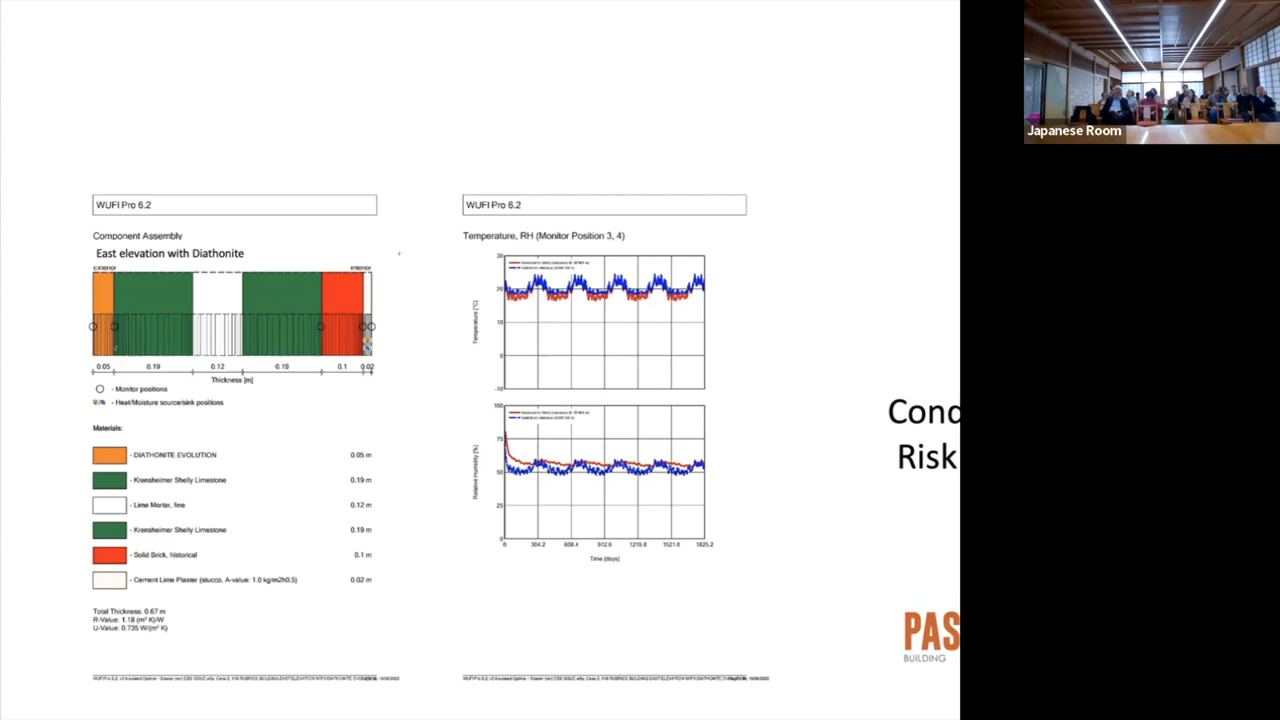 WUFI Pro 6.2
Component Assembly
East elevation with Diathonite
exterior
interior
0.05
0.19
0.12
0.19
0.1
0.02
Thickness [m]
- Monitor positions
- Heat/Moisture source/sink positions
Materials:
- DIATHONITE EVOLUTION 0.05 m
- Krensheimer Shelly Limestone 0.19 m
- Lime Mortar, fine 0.12 m
- Krensheimer Shelly Limestone 0.19 m
- Solid Brick, historical 0.1 m
- Cement Lime Plaster (stucco, A-value: 1.0 kg/m2h0.5) 0.02 m
Total Thickness: 0.67 m
R-Value: 1.18 (m² K)/W
U-Value: 0.735 W/(m² K)
WUFI Pro 6.2
Temperature, RH (Monitor Position 3, 4)
Temperature [°C]
30
20
10
0
-10
Relative Humidity [%]
100
75
50
25
0
0 304.2 608.4 912.6 1216.8 1521.0 1825.2
Time [days]
Cond
Risk
PAS
BUILDING
Japanese Room